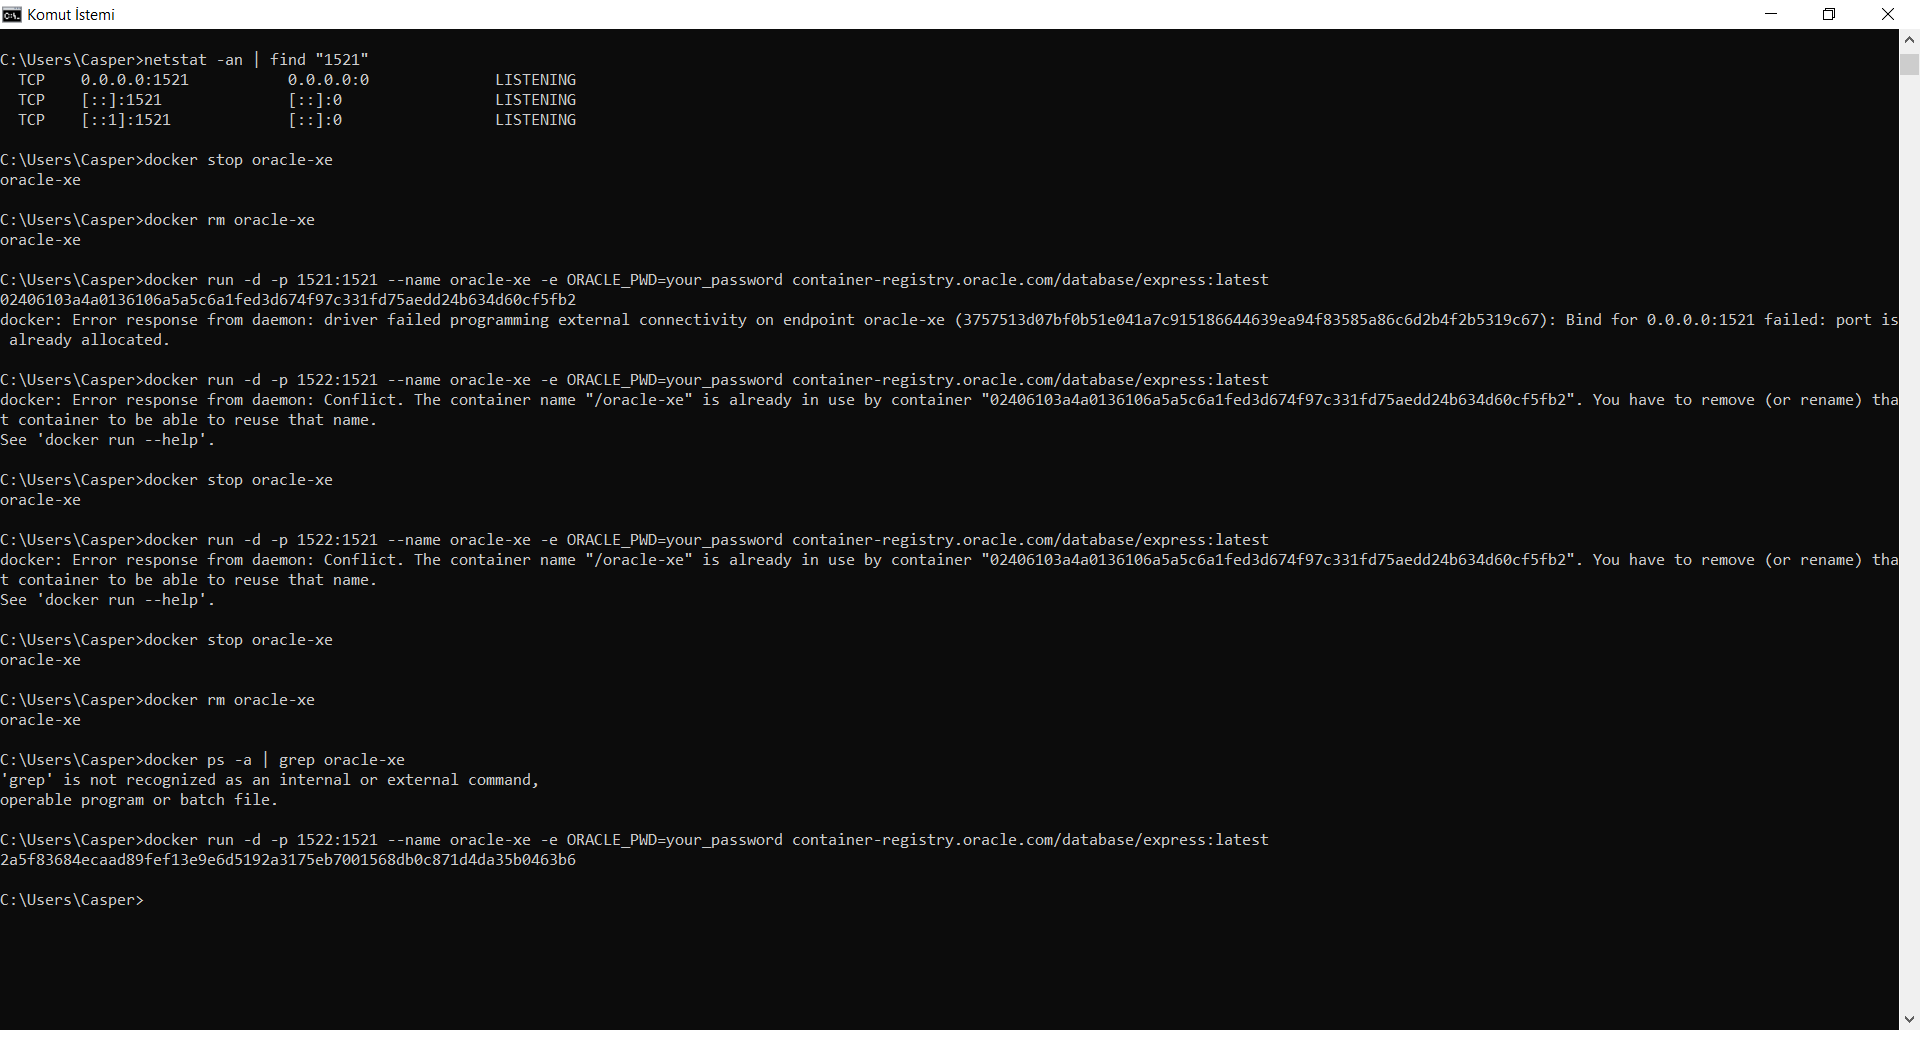 Komut İstemi
C:\Users\Casper>netstat -an | find "1521"
  TCP    0.0.0.0:1521           0.0.0.0:0              LISTENING
  TCP    [::]:1521              [::]:0                 LISTENING
  TCP    [::1]:1521             [::]:0                 LISTENING
C:\Users\Casper>docker stop oracle-xe
oracle-xe
C:\Users\Casper>docker rm oracle-xe
oracle-xe
C:\Users\Casper>docker run -d -p 1521:1521 --name oracle-xe -e ORACLE_PWD=your_password container-registry.oracle.com/database/express:latest
02406103a4a0136106a5a5c6a1fed3d674f97c331fd75aedd24b634d60cf5fb2
docker: Error response from daemon: driver failed programming external connectivity on endpoint oracle-xe (3757513d07bf0b51e041a7c915186644639ea94f83585a86c6d2b4f2b5319c67): Bind for 0.0.0.0:1521 failed: port is
 already allocated.
C:\Users\Casper>docker run -d -p 1522:1521 --name oracle-xe -e ORACLE_PWD=your_password container-registry.oracle.com/database/express:latest
docker: Error response from daemon: Conflict. The container name "/oracle-xe" is already in use by container "02406103a4a0136106a5a5c6a1fed3d674f97c331fd75aedd24b634d60cf5fb2". You have to remove (or rename) tha
t container to be able to reuse that name.
See 'docker run --help'.
C:\Users\Casper>docker stop oracle-xe
oracle-xe
C:\Users\Casper>docker run -d -p 1522:1521 --name oracle-xe -e ORACLE_PWD=your_password container-registry.oracle.com/database/express:latest
docker: Error response from daemon: Conflict. The container name "/oracle-xe" is already in use by container "02406103a4a0136106a5a5c6a1fed3d674f97c331fd75aedd24b634d60cf5fb2". You have to remove (or rename) tha
t container to be able to reuse that name.
See 'docker run --help'.
C:\Users\Casper>docker stop oracle-xe
oracle-xe
C:\Users\Casper>docker rm oracle-xe
oracle-xe
C:\Users\Casper>docker ps -a | grep oracle-xe
'grep' is not recognized as an internal or external command,
operable program or batch file.
C:\Users\Casper>docker run -d -p 1522:1521 --name oracle-xe -e ORACLE_PWD=your_password container-registry.oracle.com/database/express:latest
2a5f83684ecaad89fef13e9e6d5192a3175eb7001568db0c871d4da35b0463b6
C:\Users\Casper>